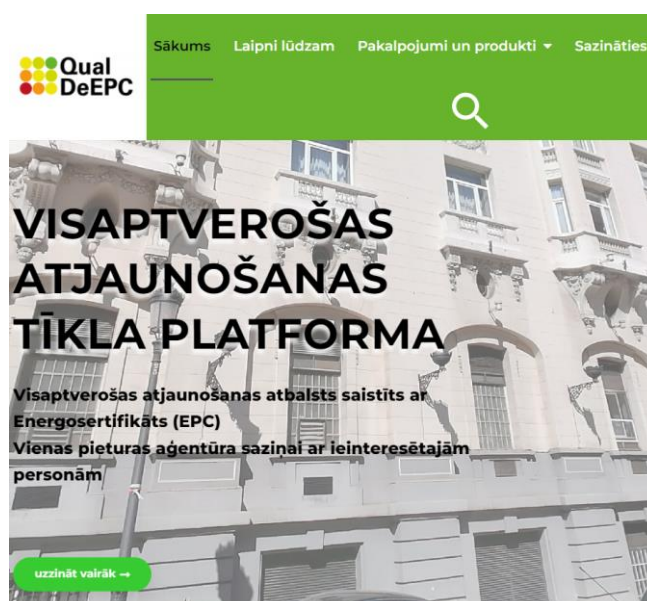 Qual
DeEPC
Sākums Laipni lūdzam Pakalpojumi un produkti Sazināties
VISAPTVEROŠAS
ATJAUNOŠANAS
TĪKLA PLATFORMA
Visaptverošas atjaunošanas atbalsts saistīts ar
Energosertifikāts (EPC)
Vienas pieturas aģentūra saziņai ar ieinteresētajām
personām
uzzināt vairāk →